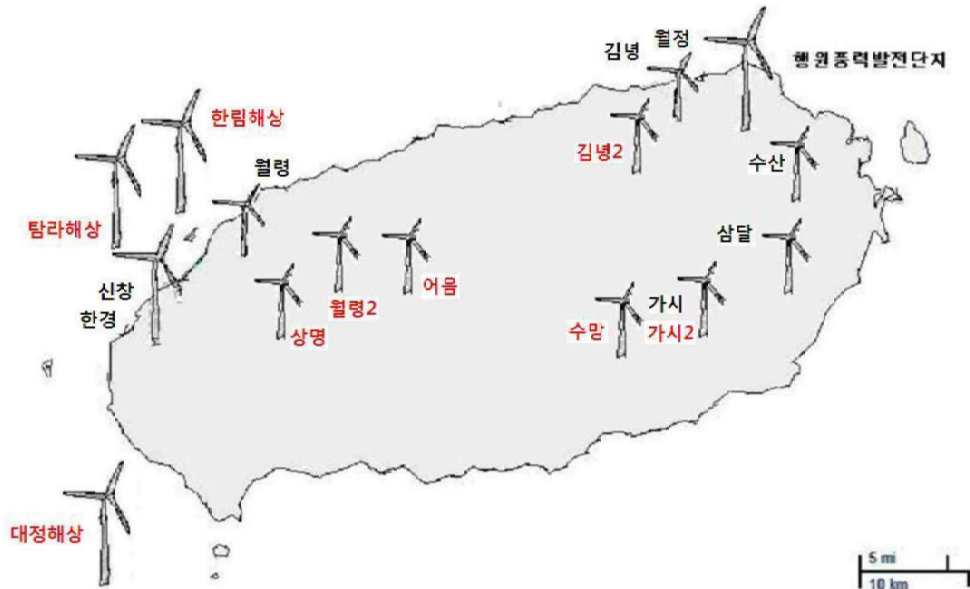 김녕
월정
행원풍력발전단지
한림해상
김녕2
수산
월령
탐라해상
삼달
신창
월령2
어음
한경
상명
수망
가시
가시2
대정해상
5 mi
10 km